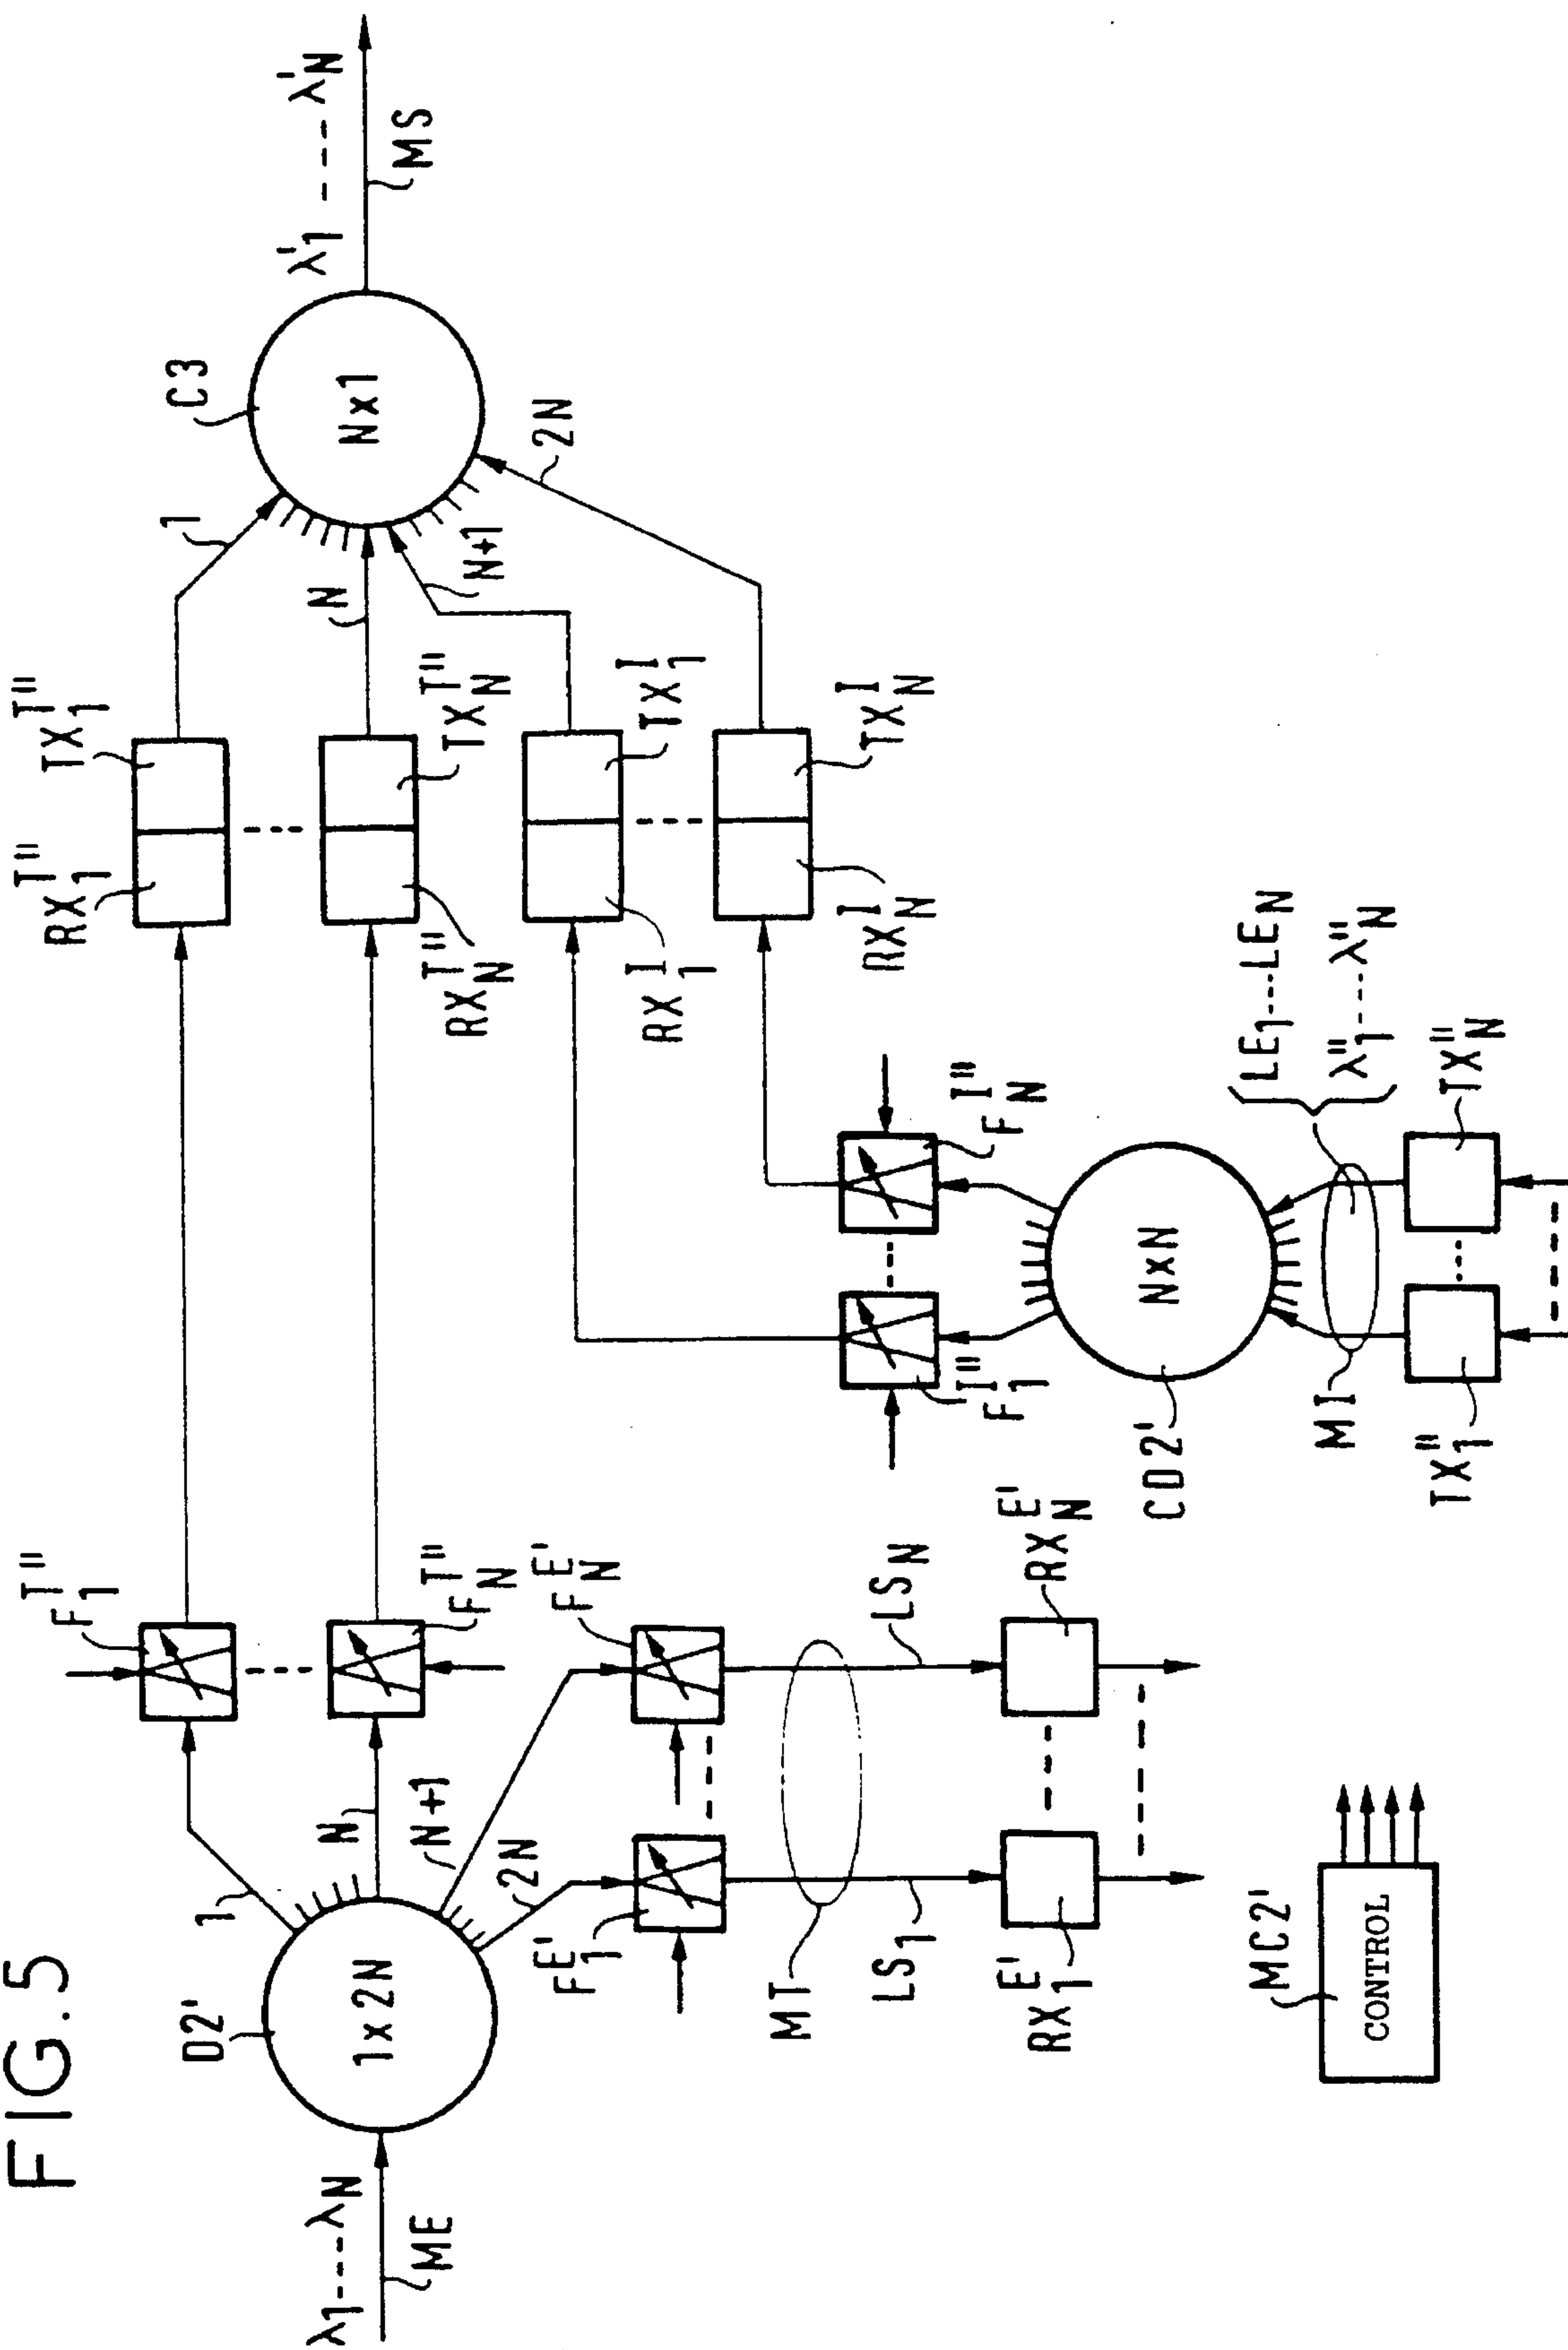 FIG.5
λ1----λN
ME
D2'
1x2N
1
N
N+1
2N
F1T"
FNT"
F1E'
FNE'
MT
LS1
LSN
RX1E'
RXNE'
MC2'
CONTROL
RX1T"
TX1T"
RXNT"
TXNT"
RX1I
TX1I
RXNI
TXNI
F1I"
FNI"
CD2'
NxN
MI
LE1---LEN
λ"1----λ"N
TX"1
TX"N
1
N
N+1
2N
C3
Nx1
λ'1 ---- λ'N
MS